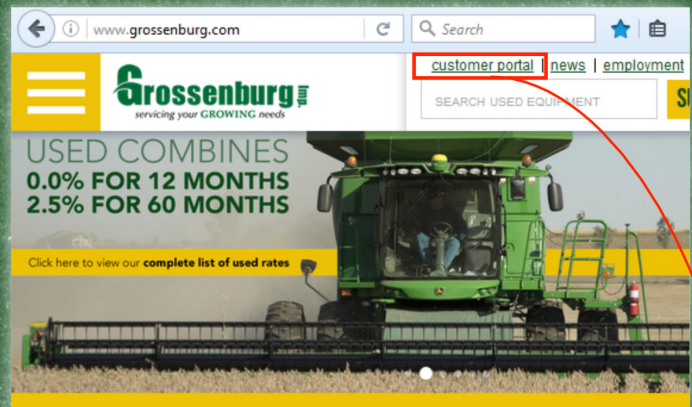 www.grossenburg.com
Search
customer portal | news | employment
Grossenburg Imp.
servicing your GROWING needs
SEARCH USED EQUIPMENT
USED COMBINES
0.0% FOR 12 MONTHS
2.5% FOR 60 MONTHS
Click here to view our complete list of used rates